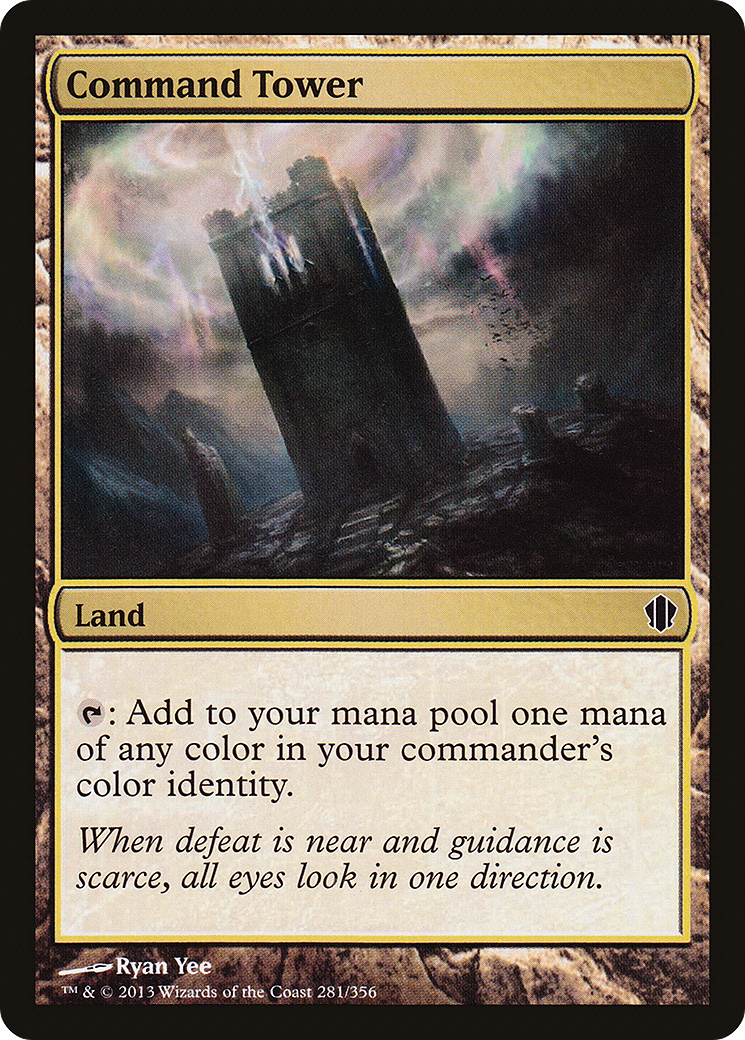 Command Tower
Land
: Add to your mana pool one mana
of any color in your commander's
color identity.
When defeat is near and guidance is
scarce, all eyes look in one direction.
Ryan Yee
™ & © 2013 Wizards of the Coast 281/356